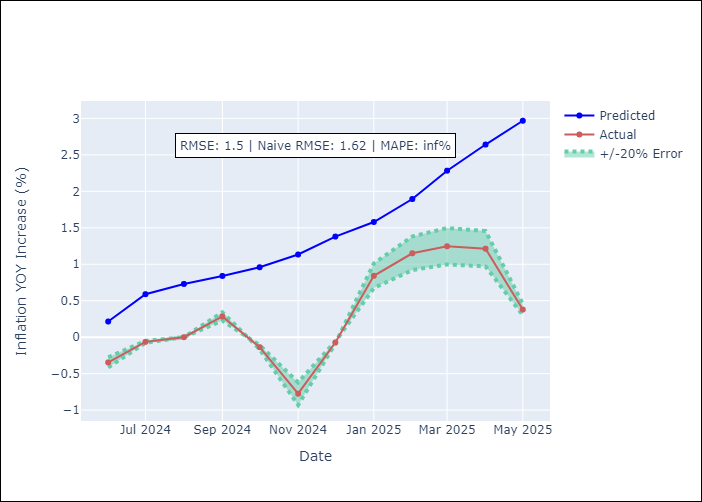 Predicted
Actual
+/-20% Error
RMSE: 1.5 | Naive RMSE: 1.62 | MAPE: inf%
Inflation YOY Increase (%)
3
2.5
2
1.5
1
0.5
0
−0.5
−1
Jul 2024
Sep 2024
Nov 2024
Jan 2025
Mar 2025
May 2025
Date